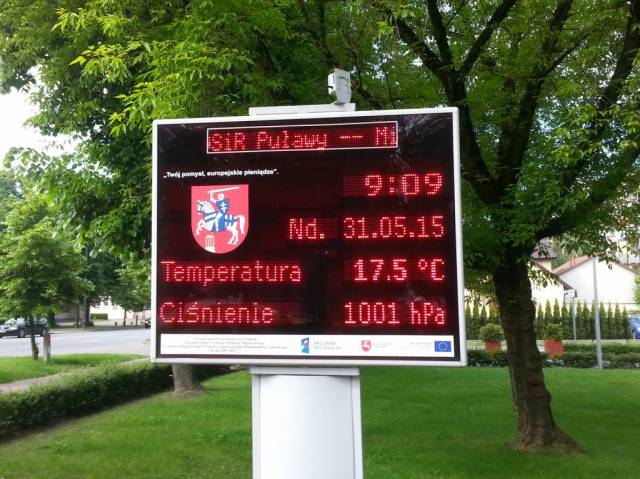 SiR Puławy -- Mi
„Twój pomysł, europejskie pieniądze”.
9:09
Nd. 31.05.15
Temperatura 17.5 °C
Ciśnienie 1001 hPa